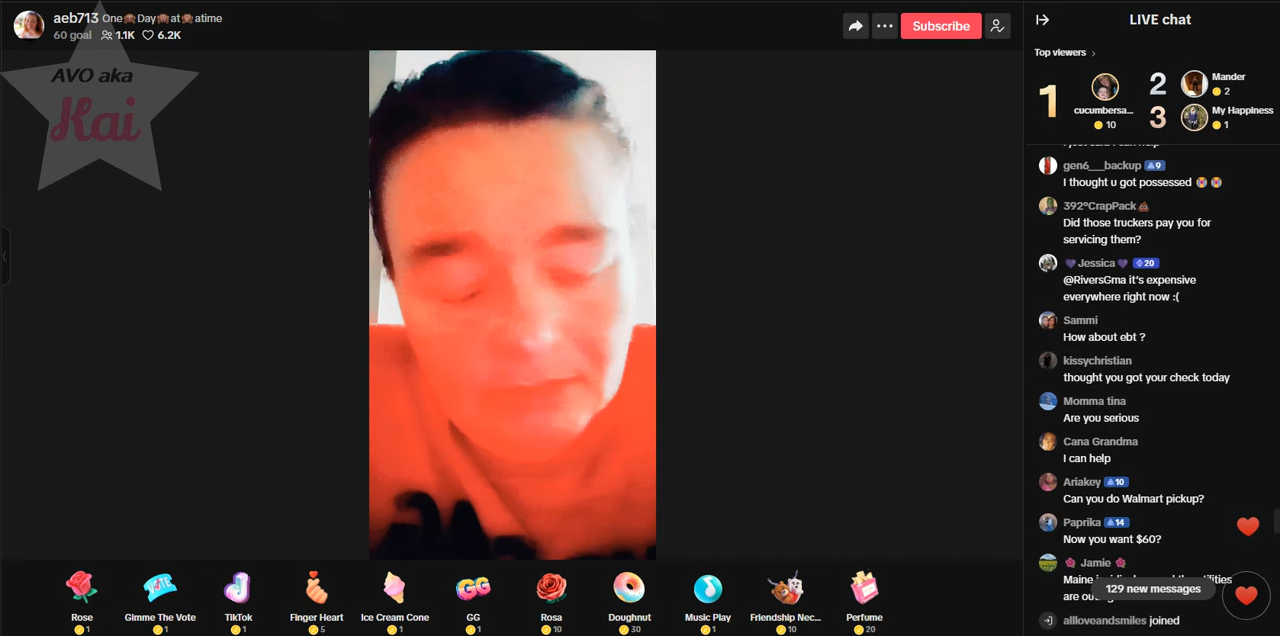 aeb713 One Day at atime
60 goal 1.1K 6.2K
Subscribe
AVO aka
Kai
LIVE chat
Top viewers
1
cucumbersa...
10
2
Mander
2
3
My Happiness
1
gen6___backup 9
I thought u got possessed
392°CrapPack
Did those truckers pay you for
servicing them?
Jessica 20
@RiversGma it's expensive
everywhere right now :(
Sammi
How about ebt ?
kissychristian
thought you got your check today
Momma tina
Are you serious
Cana Grandma
I can help
Ariakey 10
Can you do Walmart pickup?
Paprika 14
Now you want $60?
Jamie
Maine
129 new messages
allloveandsmiles joined
Rose
1
GImme The Vote
1
TikTok
1
Finger Heart
5
Ice Cream Cone
1
GG
1
Rosa
10
Doughnut
30
Music Play
1
Friendship Nec...
10
Perfume
20